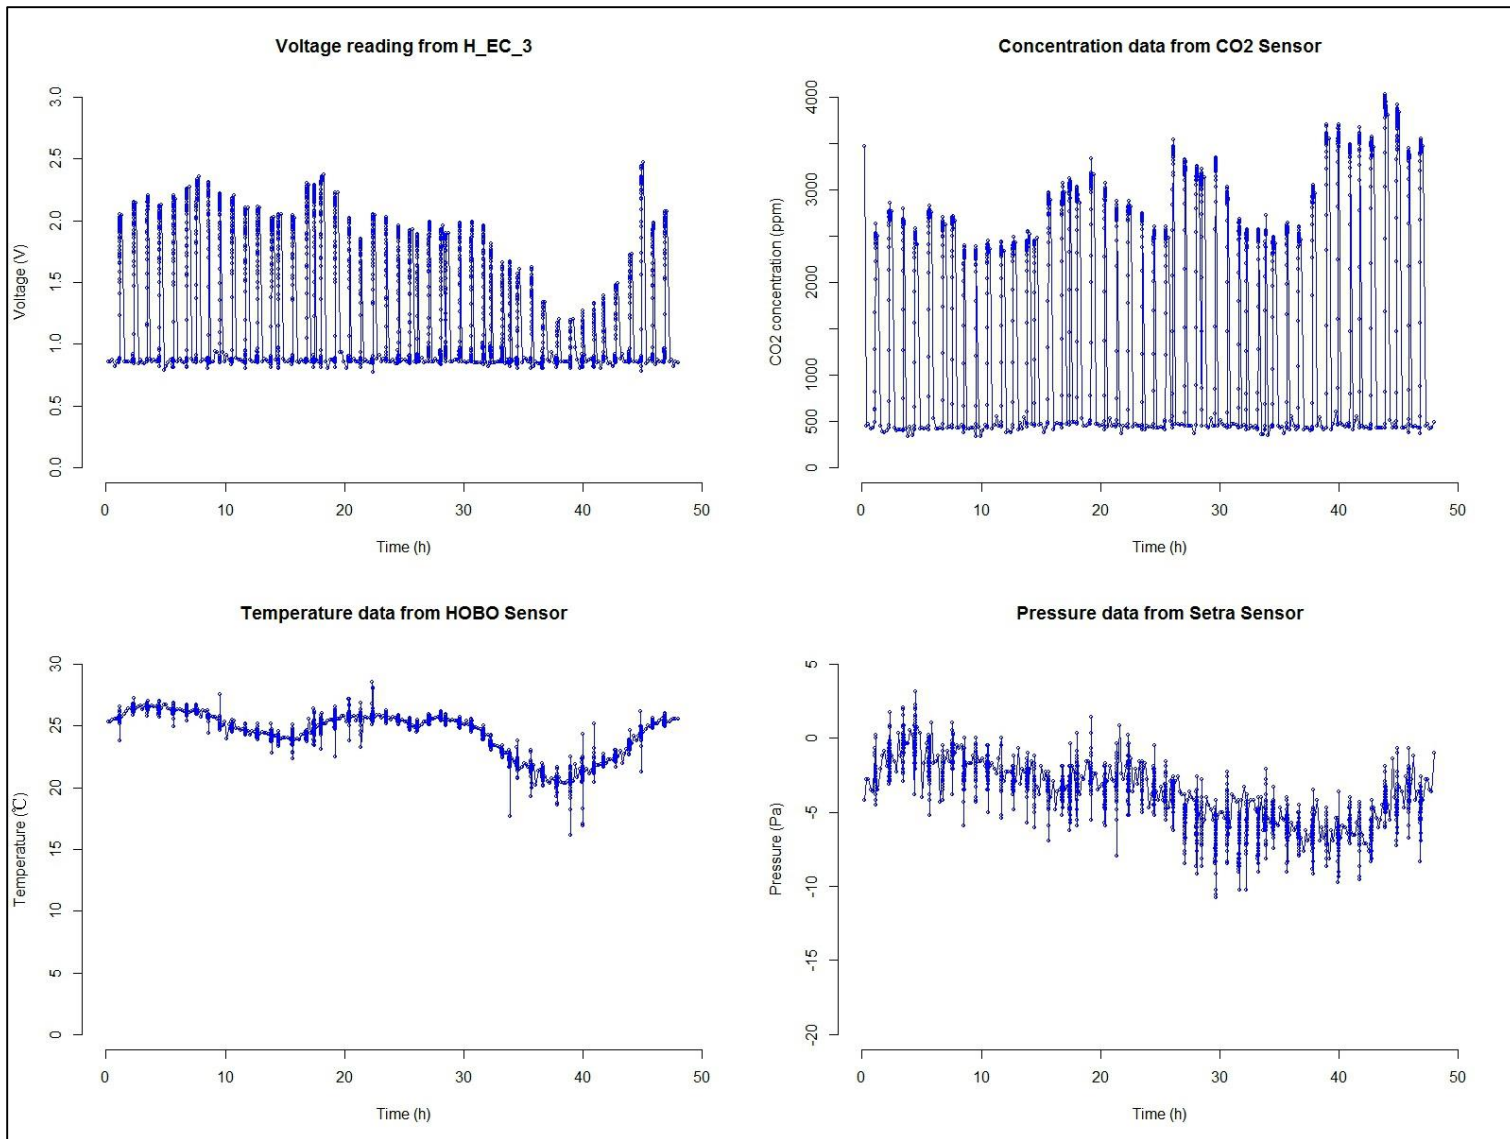 Voltage reading from H_EC_3
Voltage (V)
3.0
2.5
2.0
1.5
1.0
0.5
0.0
0 10 20 30 40 50
Time (h)
Concentration data from CO2 Sensor
CO2 concentration (ppm)
4000
3000
2000
1000
500
0
0 10 20 30 40 50
Time (h)
Temperature data from HOBO Sensor
Temperature (℃)
30
25
20
15
10
5
0
0 10 20 30 40 50
Time (h)
Pressure data from Setra Sensor
Pressure (Pa)
5
0
-5
-10
-15
-20
0 10 20 30 40 50
Time (h)